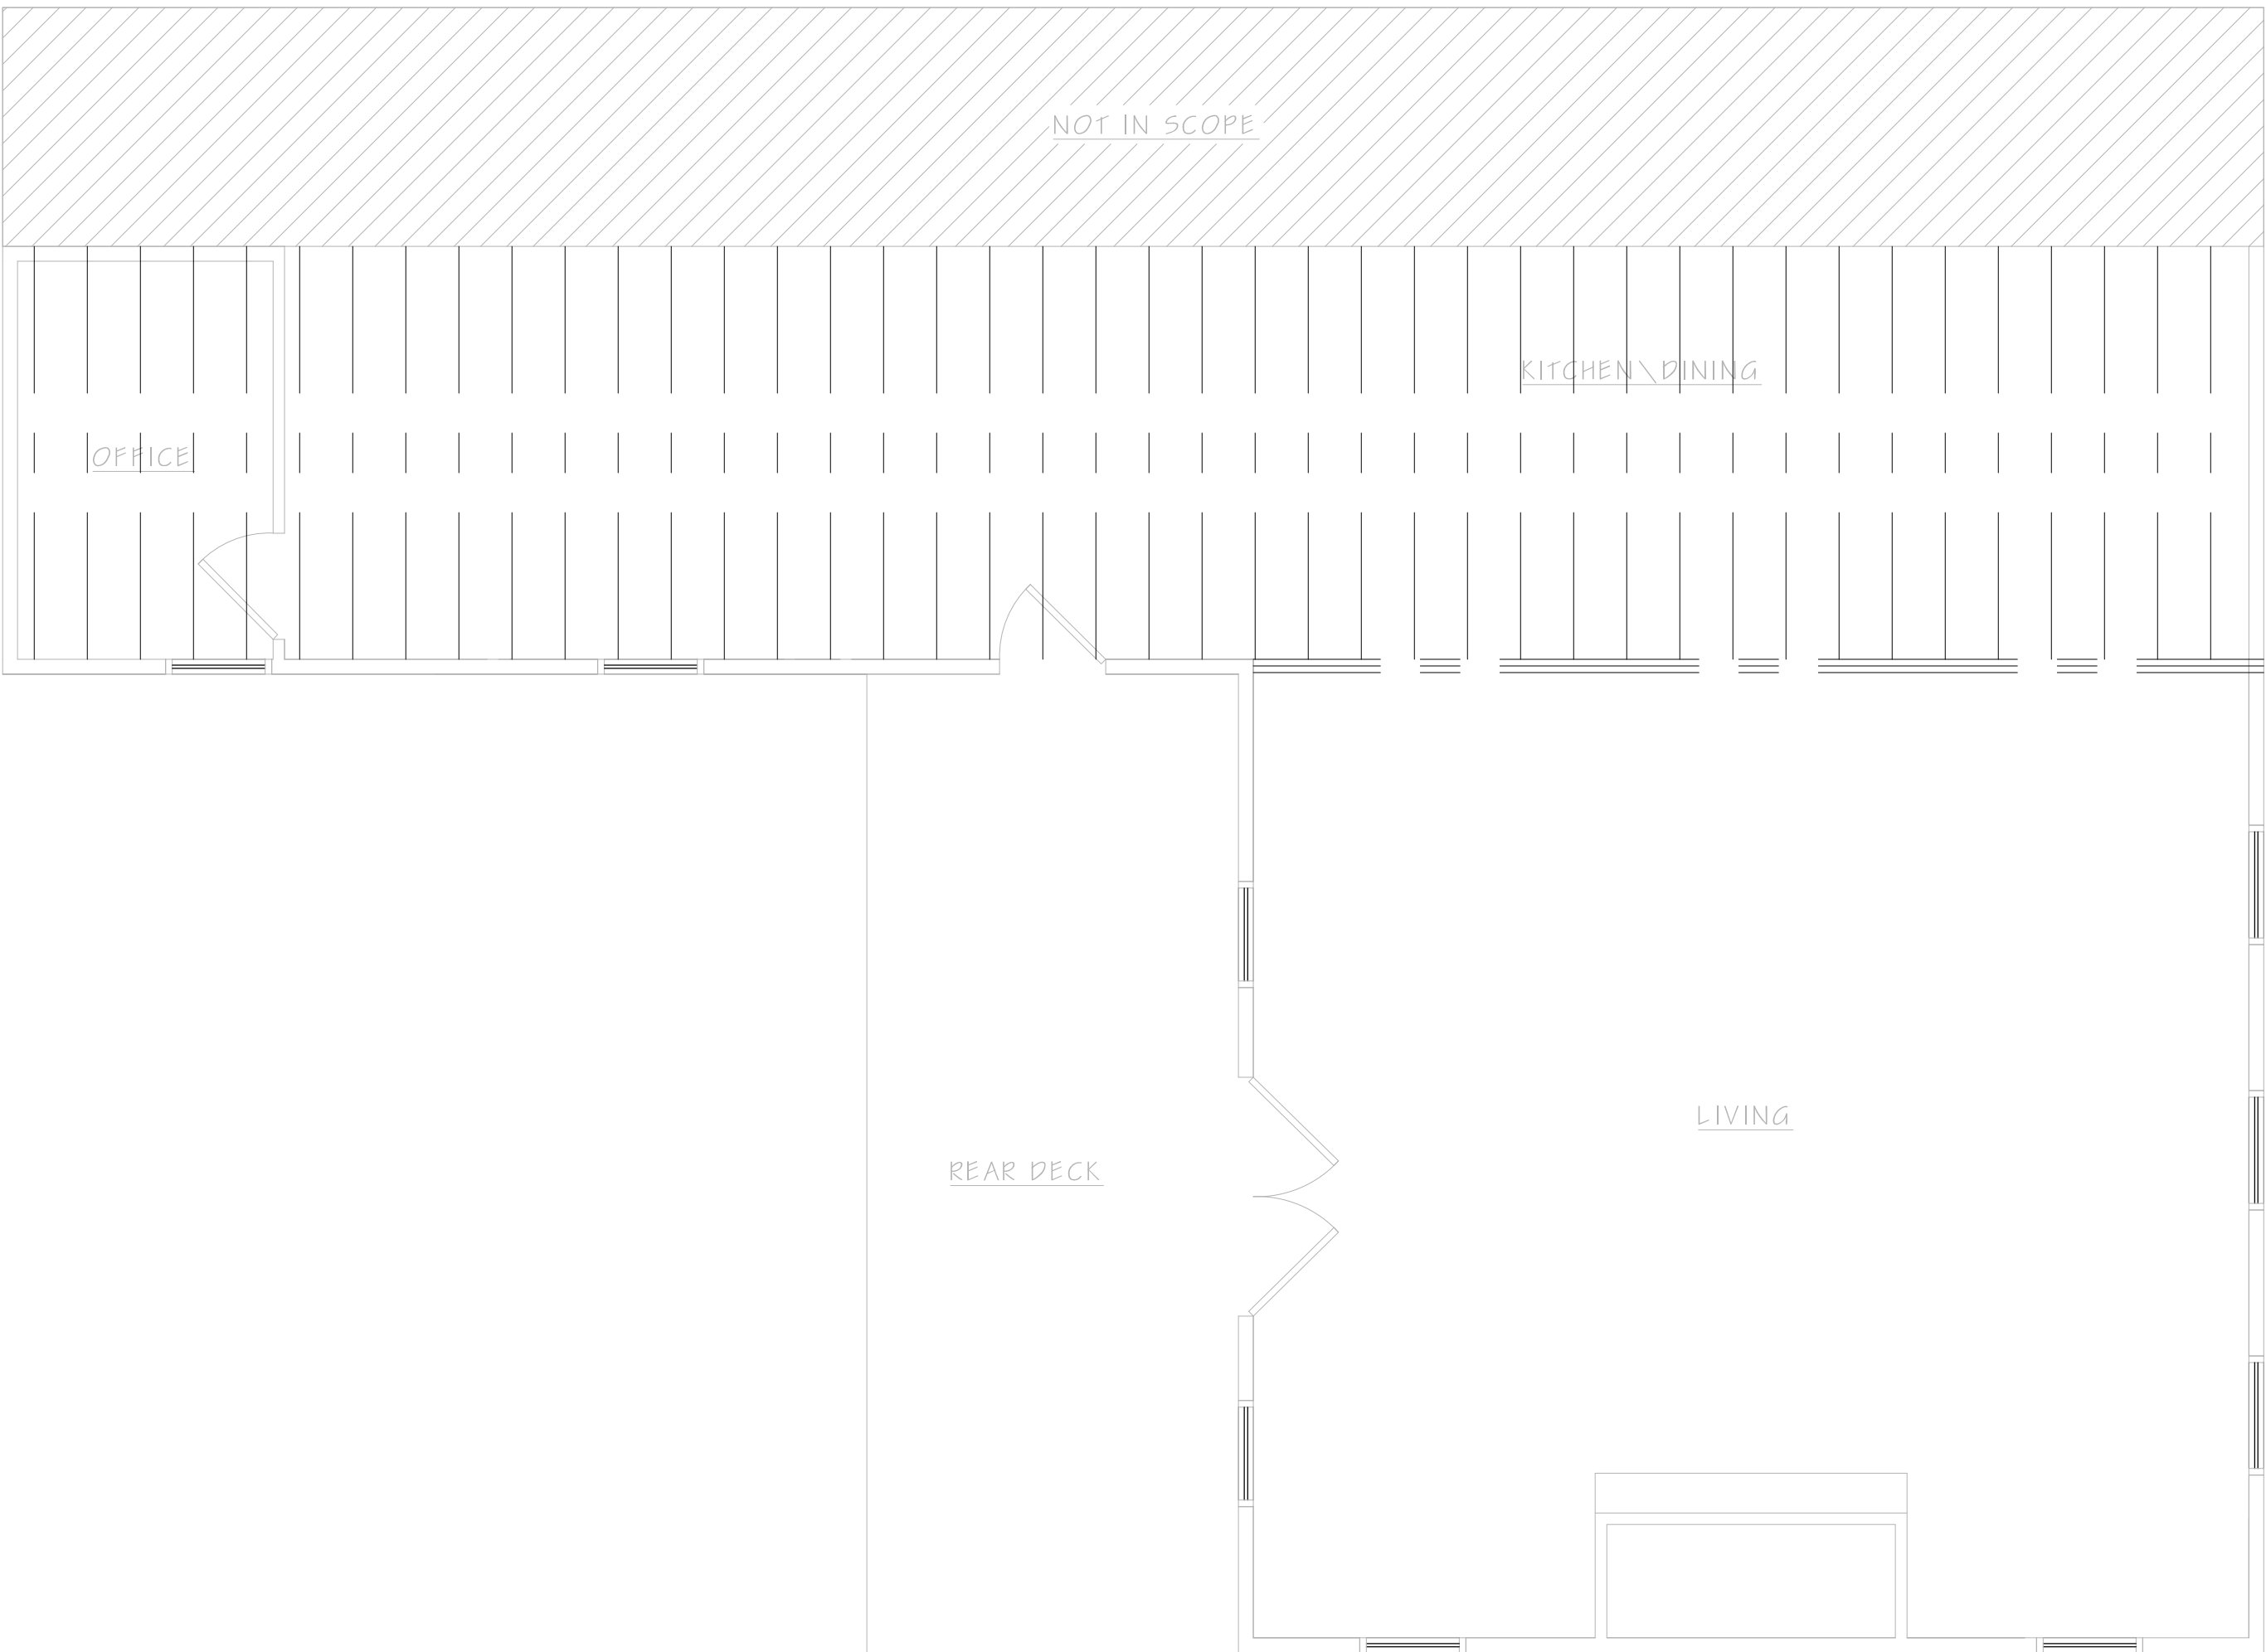 NOT IN SCOPE
KITCHEN\DINING
OFFICE
LIVING
REAR DECK